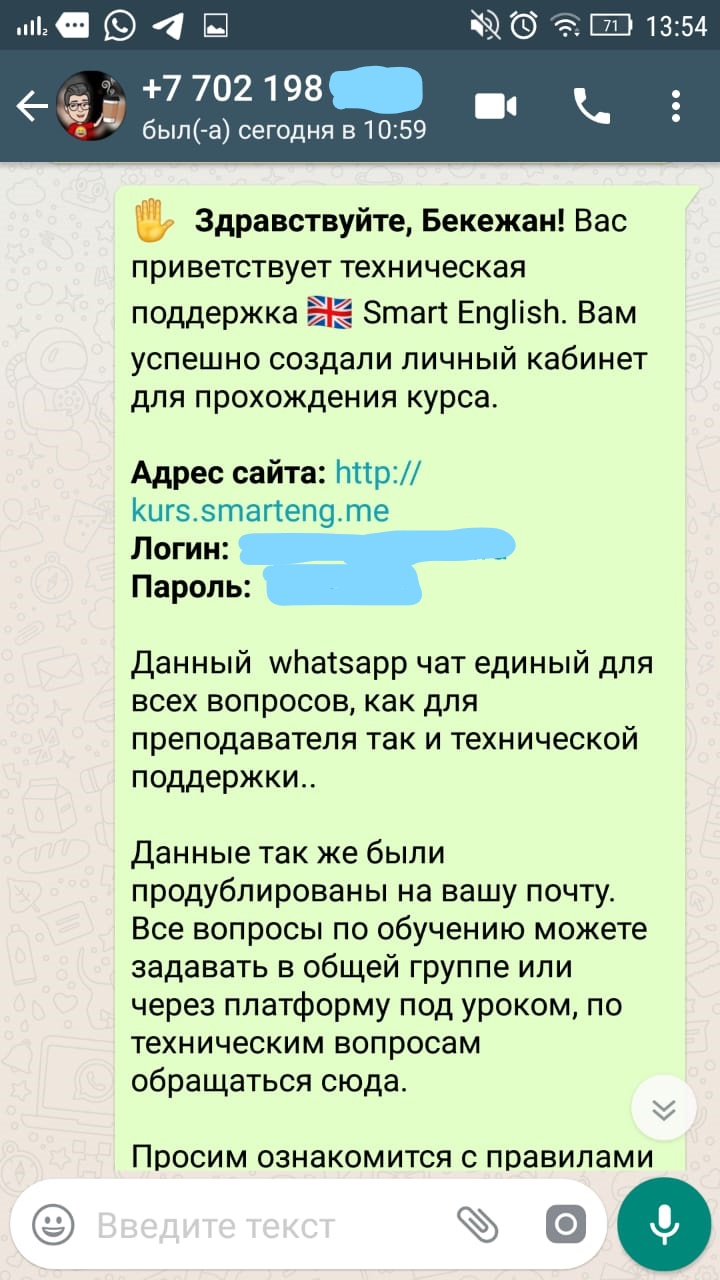 71 13:54
+7 702 198
был(-а) сегодня в 10:59
✋ Здравствуйте, Бекежан! Вас
приветствует техническая
поддержка 🇬🇧 Smart English. Вам
успешно создали личный кабинет
для прохождения курса.
Адрес сайта: http://
kurs.smarteng.me
Логин:
Пароль:
Данный whatsapp чат единый для
всех вопросов, как для
преподавателя так и технической
поддержки..
Данные так же были
продублированы на вашу почту.
Все вопросы по обучению можете
задавать в общей группе или
через платформу под уроком, по
техническим вопросам
обращаться сюда.
Просим ознакомится с правилами
Введите текст